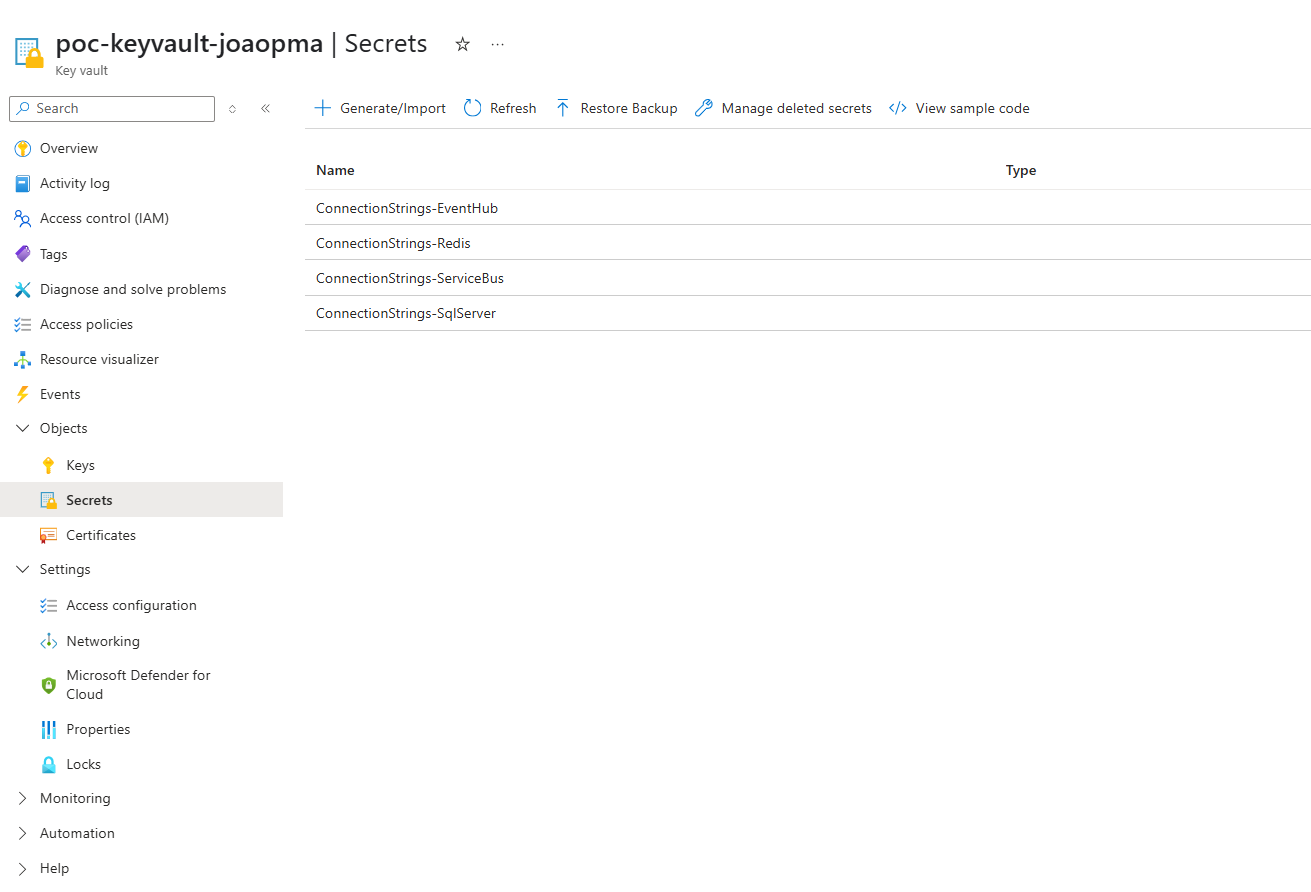 poc-keyvault-joaopma | Secrets ☆ ...
Key vault
Search
Generate/Import Refresh Restore Backup Manage deleted secrets View sample code
Overview
Activity log
Access control (IAM)
Tags
Diagnose and solve problems
Access policies
Resource visualizer
Events
Objects
Keys
Secrets
Certificates
Settings
Access configuration
Networking
Microsoft Defender for
Cloud
Properties
Locks
Monitoring
Automation
Help
Name Type
ConnectionStrings-EventHub
ConnectionStrings-Redis
ConnectionStrings-ServiceBus
ConnectionStrings-SqlServer